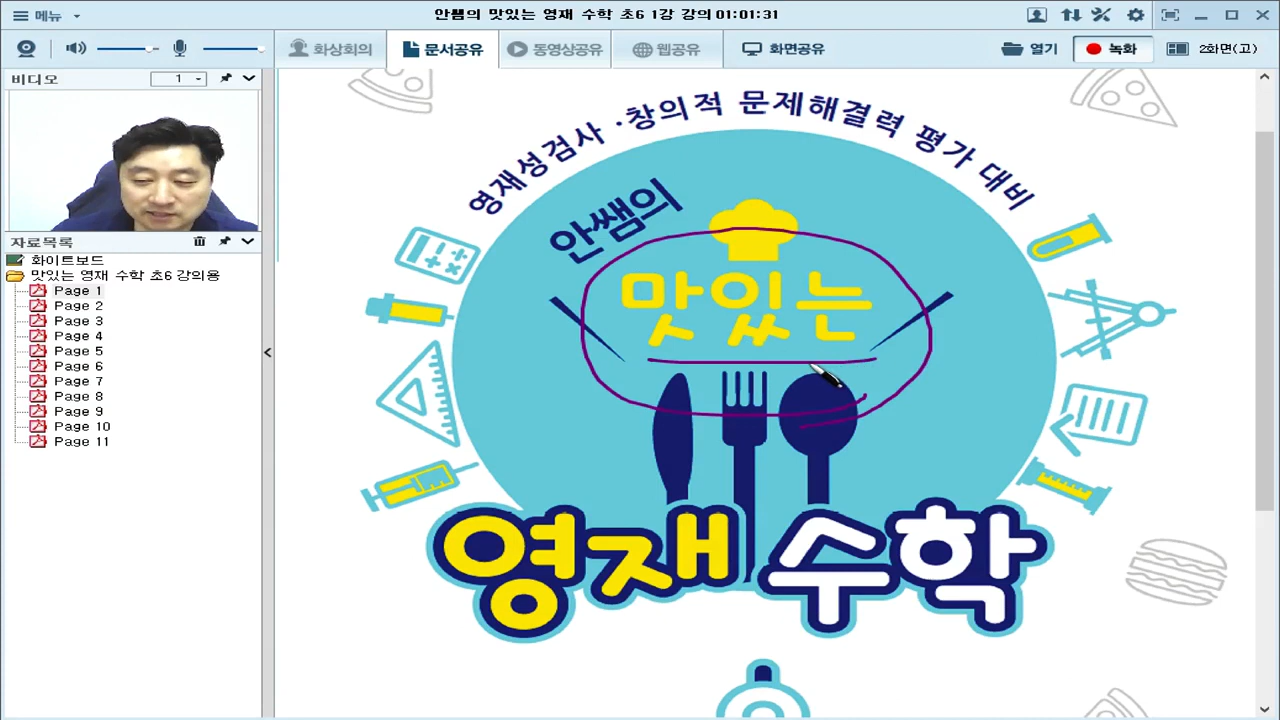 메뉴
안쌤의 맛있는 영재 수학 초6 1강 강의 01:01:31
화상회의 문서공유 동영상공유 웹공유 화면공유 열기 녹화 2화면(고)
비디오 1
자료목록
화이트보드
맛있는 영재 수학 초6 강의용
Page 1
Page 2
Page 3
Page 4
Page 5
Page 6
Page 7
Page 8
Page 9
Page 10
Page 11
영재성검사 ·창의적 문제해결력 평가 대비
안쌤의
맛있는
영재 수학